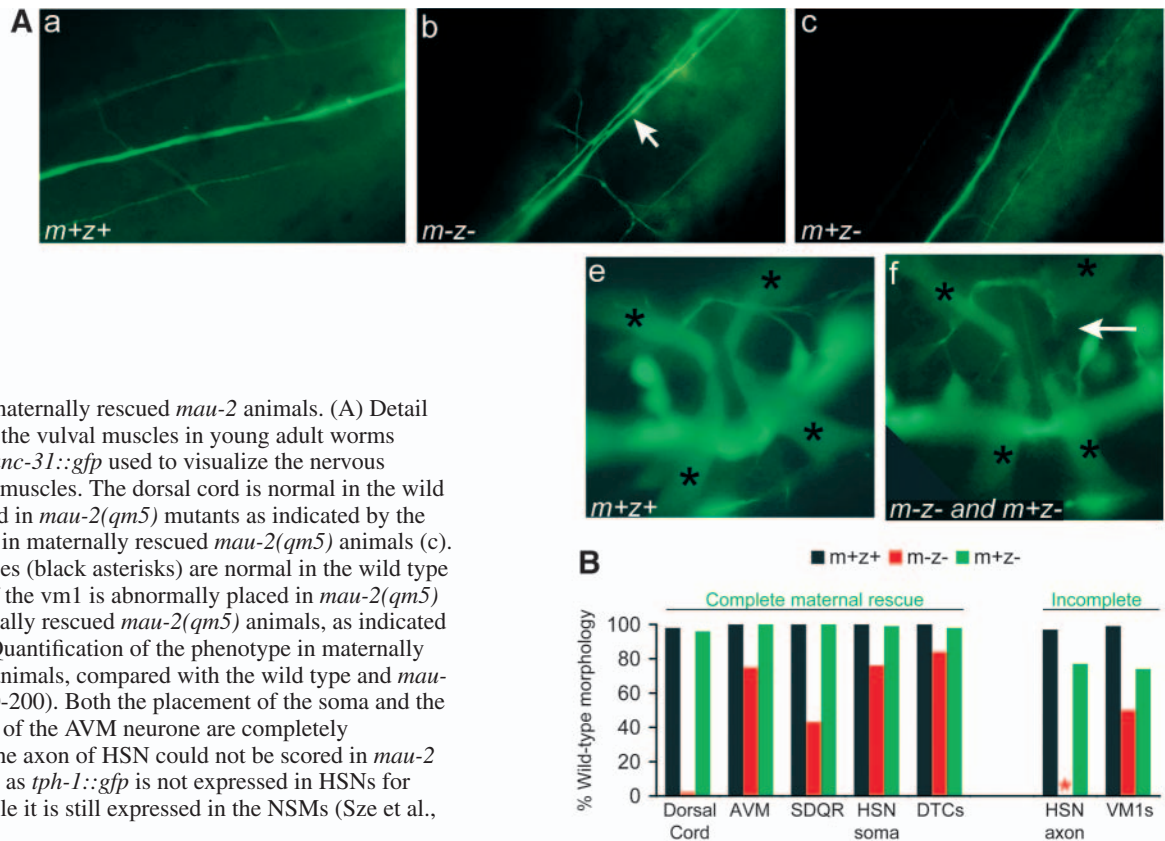 A
a
b
c
m+z+
m-z-
m+z-
e
f
*
*
*
*
*
*
*
*
m+z+
m-z- and m+z-
naternally rescued mau-2 animals. (A) Detail
the vulval muscles in young adult worms
nc-31::gfp used to visualize the nervous
muscles. The dorsal cord is normal in the wild
d in mau-2(qm5) mutants as indicated by the
in maternally rescued mau-2(qm5) animals (c).
es (black asterisks) are normal in the wild type
f the vm1 is abnormally placed in mau-2(qm5)
ally rescued mau-2(qm5) animals, as indicated
Quantification of the phenotype in maternally
nimals, compared with the wild type and mau-
-200). Both the placement of the soma and the
of the AVM neurone are completely
he axon of HSN could not be scored in mau-2
as tph-1::gfp is not expressed in HSNs for
le it is still expressed in the NSMs (Sze et al.,
B
m+z+ m-z- m+z-
Complete maternal rescue Incomplete
% Wild-type morphology
100
80
60
40
20
0
*
Dorsal Cord AVM SDQR HSN soma DTCs HSN axon VM1s